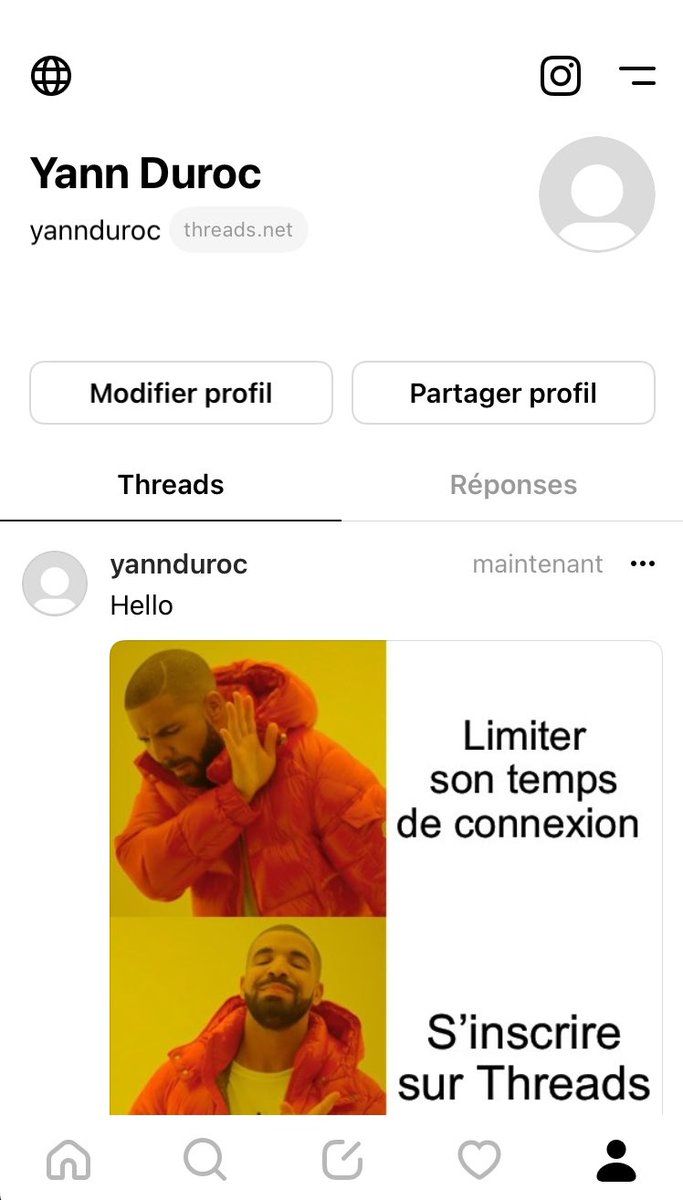 Yann Duroc
yannduroc threads.net
Modifier profil Partager profil
Threads Réponses
yannduroc maintenant
Hello
Limiter
son temps
de connexion
S’inscrire
sur Threads